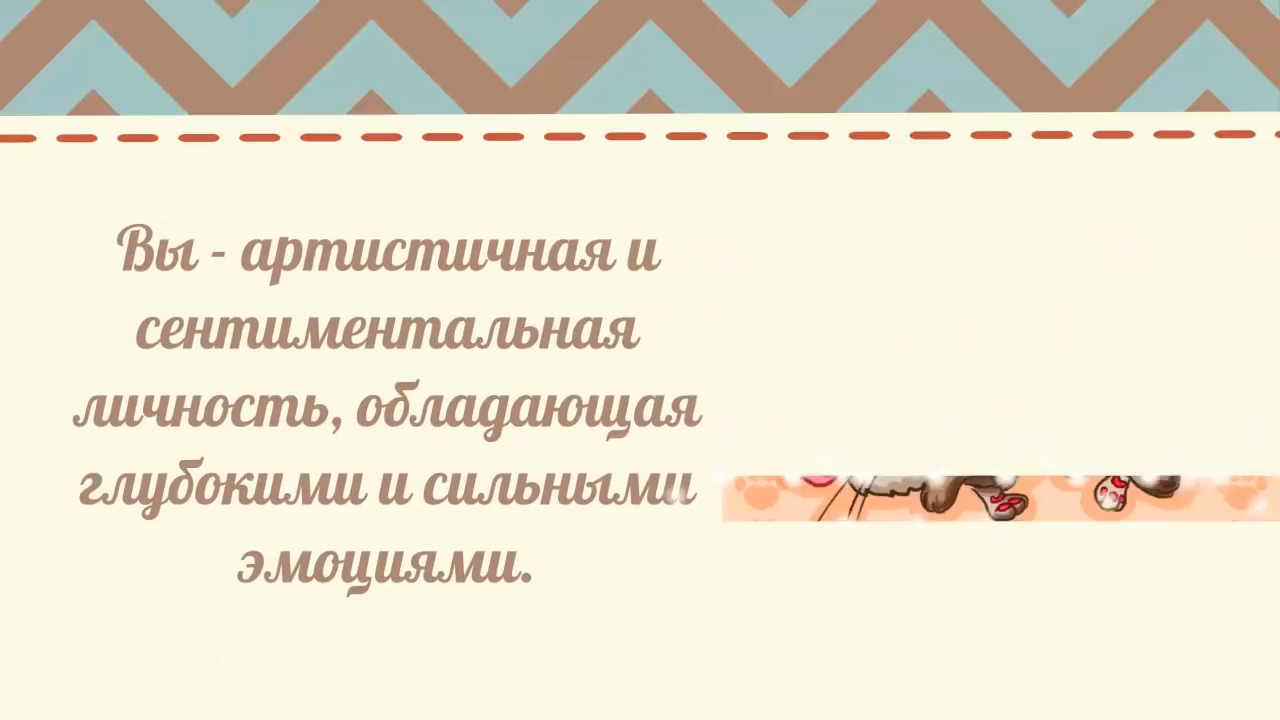 Вы - артистичная и
сентиментальная
личность, обладающая
глубокими и сильными
эмоциями.